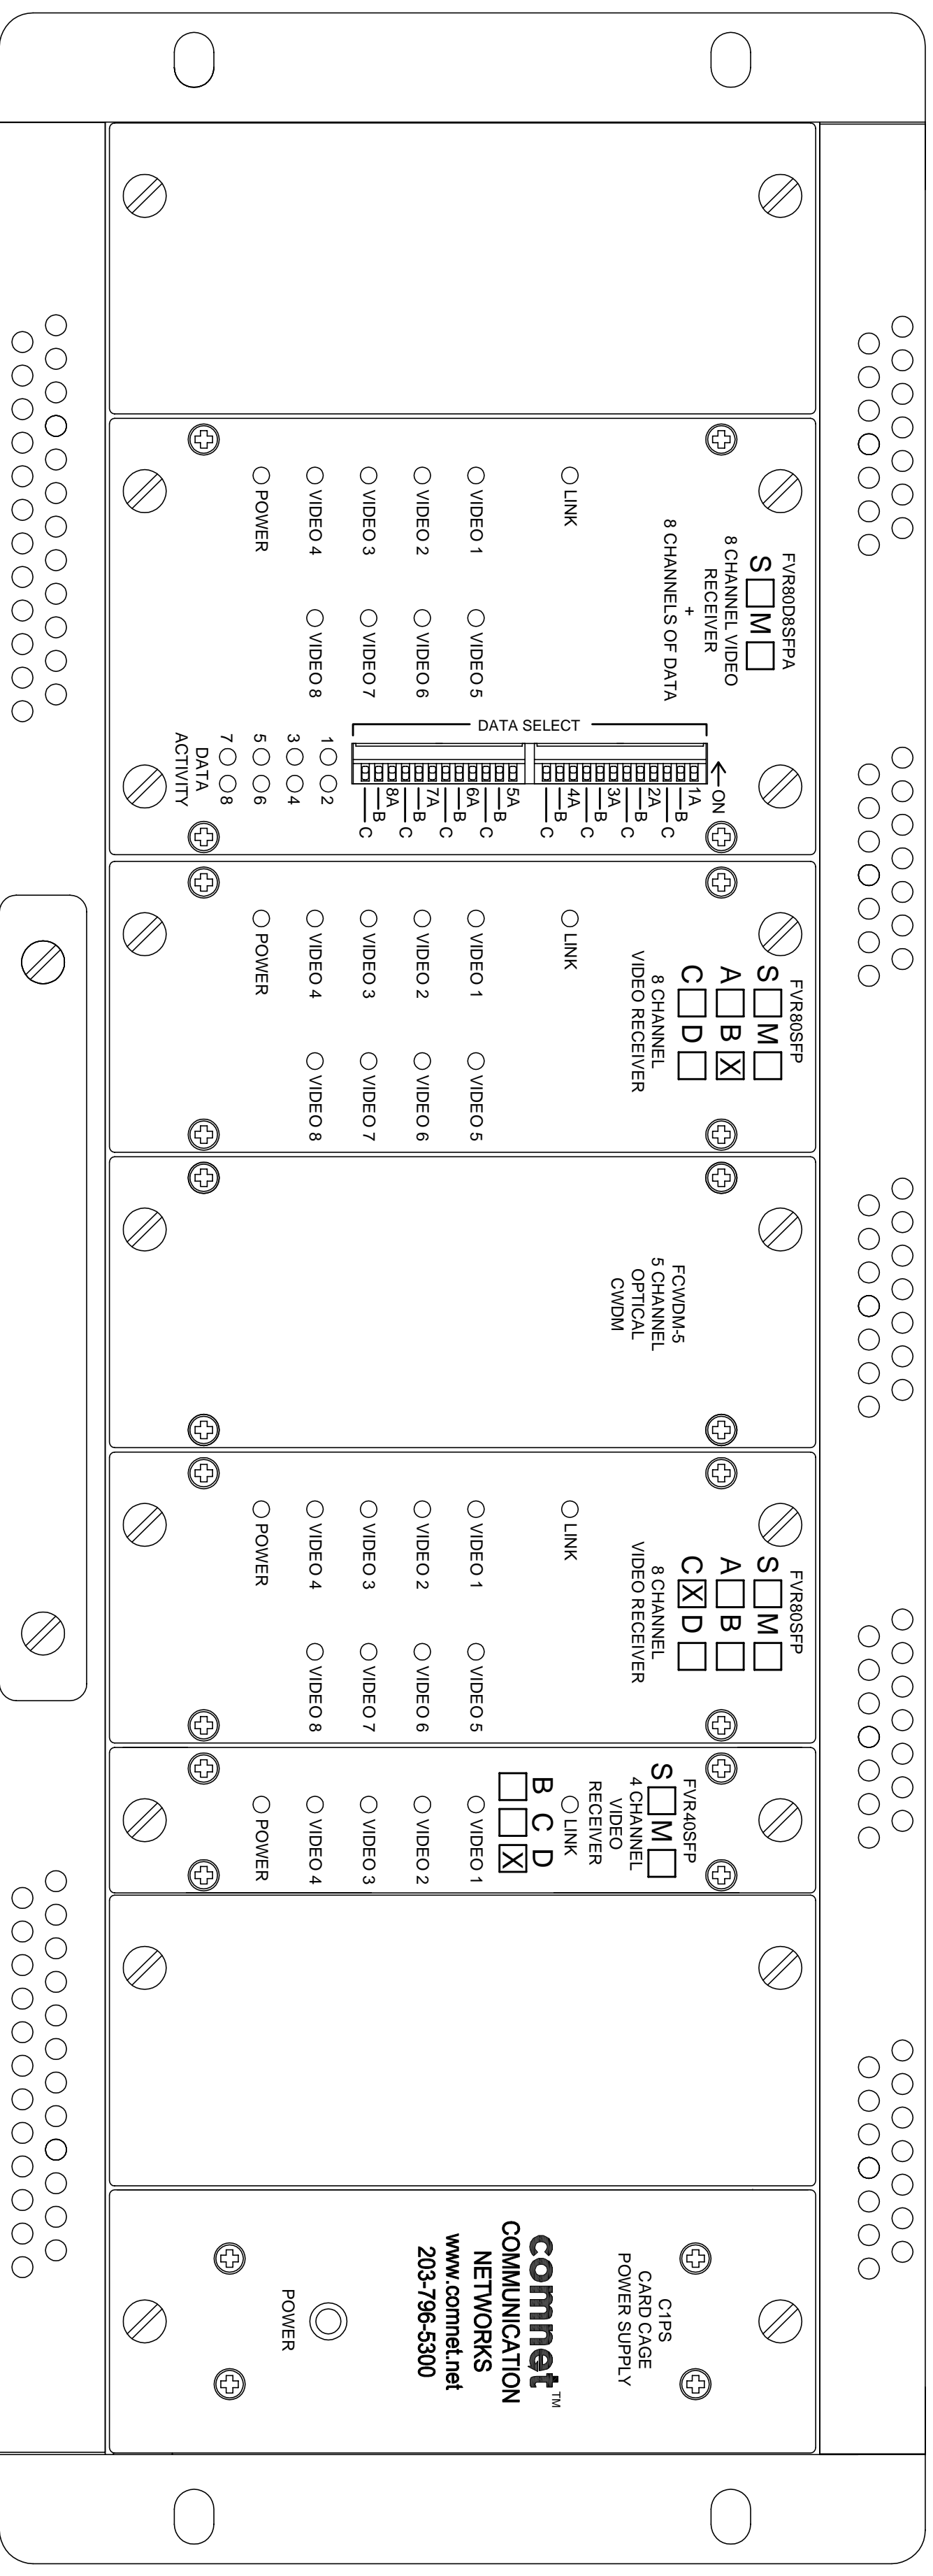 FVR80D8SFPA
S M
8 CHANNEL VIDEO
RECEIVER
+
8 CHANNELS OF DATA
LINK
VIDEO 1
VIDEO 5
VIDEO 2
VIDEO 6
VIDEO 3
VIDEO 7
VIDEO 4
VIDEO 8
POWER
ON
DATA SELECT
1A
B
C
2A
B
C
3A
B
C
4A
B
C
5A
B
C
6A
B
C
7A
B
C
8A
B
C
1 2
3 4
5 6
7 8
DATA
ACTIVITY
FVR80SFP
S M
A B X
C D
8 CHANNEL
VIDEO RECEIVER
LINK
VIDEO 1
VIDEO 5
VIDEO 2
VIDEO 6
VIDEO 3
VIDEO 7
VIDEO 4
VIDEO 8
POWER
FCWDM-5
5 CHANNEL
OPTICAL
CWDM
FVR80SFP
S M
A B
C X D
8 CHANNEL
VIDEO RECEIVER
LINK
VIDEO 1
VIDEO 5
VIDEO 2
VIDEO 6
VIDEO 3
VIDEO 7
VIDEO 4
VIDEO 8
POWER
FVR40SFP
S M
4 CHANNEL
VIDEO
RECEIVER
LINK
B C D
X
VIDEO 1
VIDEO 2
VIDEO 3
VIDEO 4
POWER
C1PS
CARD CAGE
POWER SUPPLY
comnet™
COMMUNICATION
NETWORKS
www.comnet.net
203-796-5300
POWER